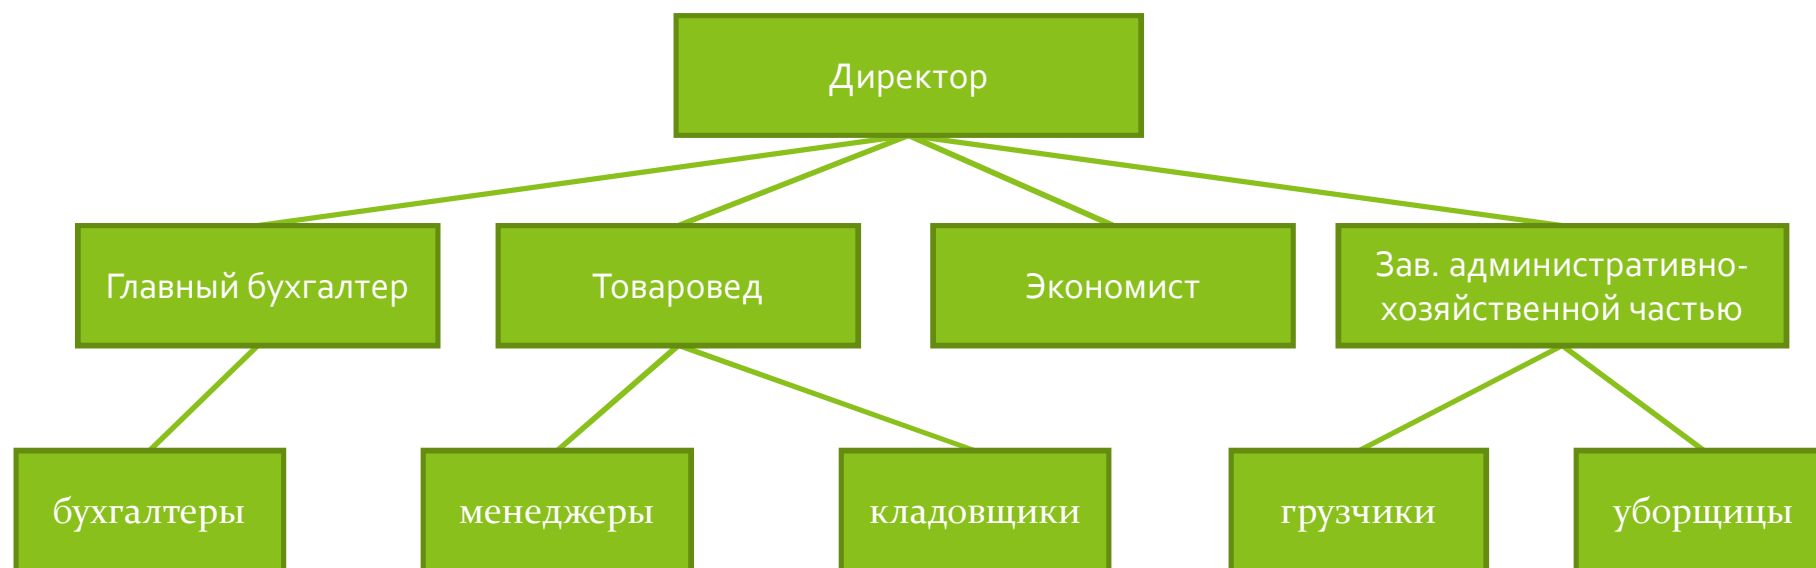 Директор
Главный бухгалтер
Товаровед
Экономист
Зав. административно-
хозяйственной частью
бухгалтеры
менеджеры
кладовщики
грузчики
уборщицы